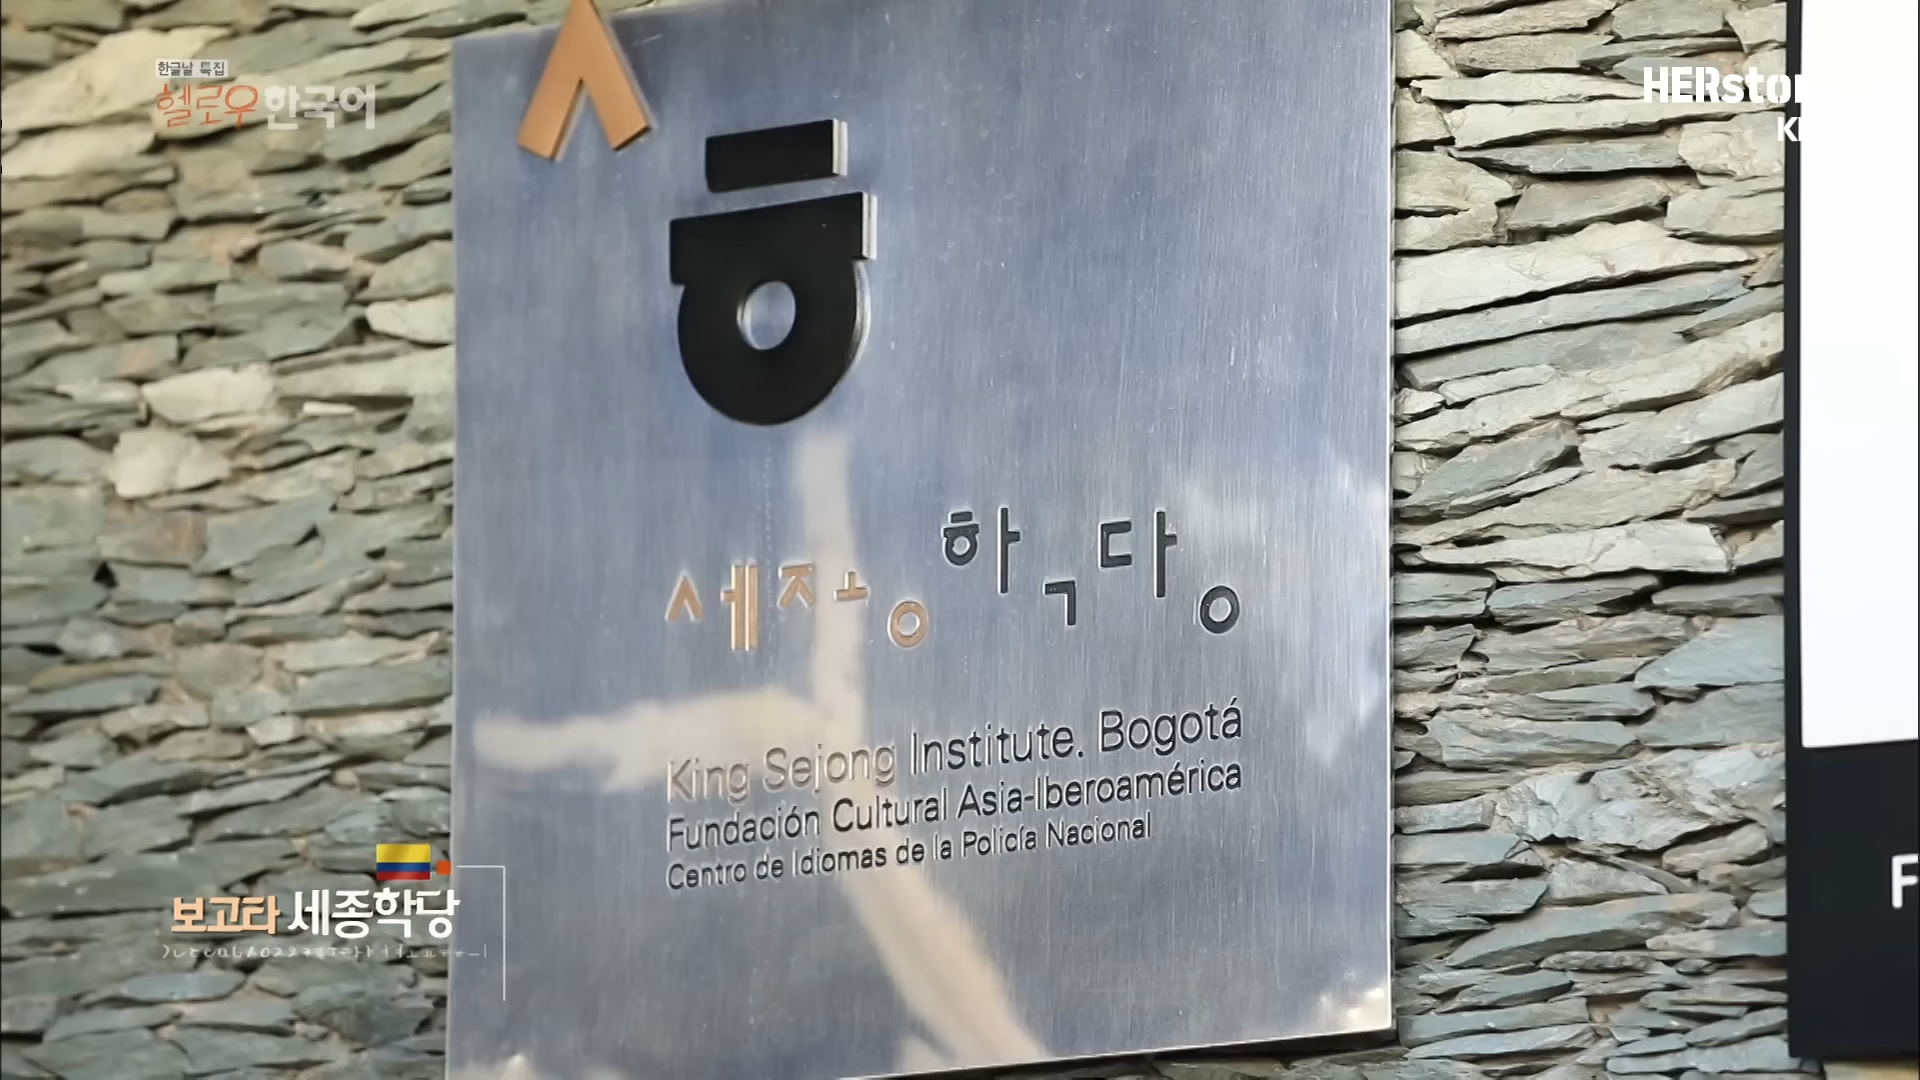 한글날 특집
헬로우 한국어
ㅅ
ㅎ
세종학당
King Sejong Institute. Bogotá
Fundación Cultural Asia-Iberoamérica
Centro de Idiomas de la Policía Nacional
보고타 세종학당